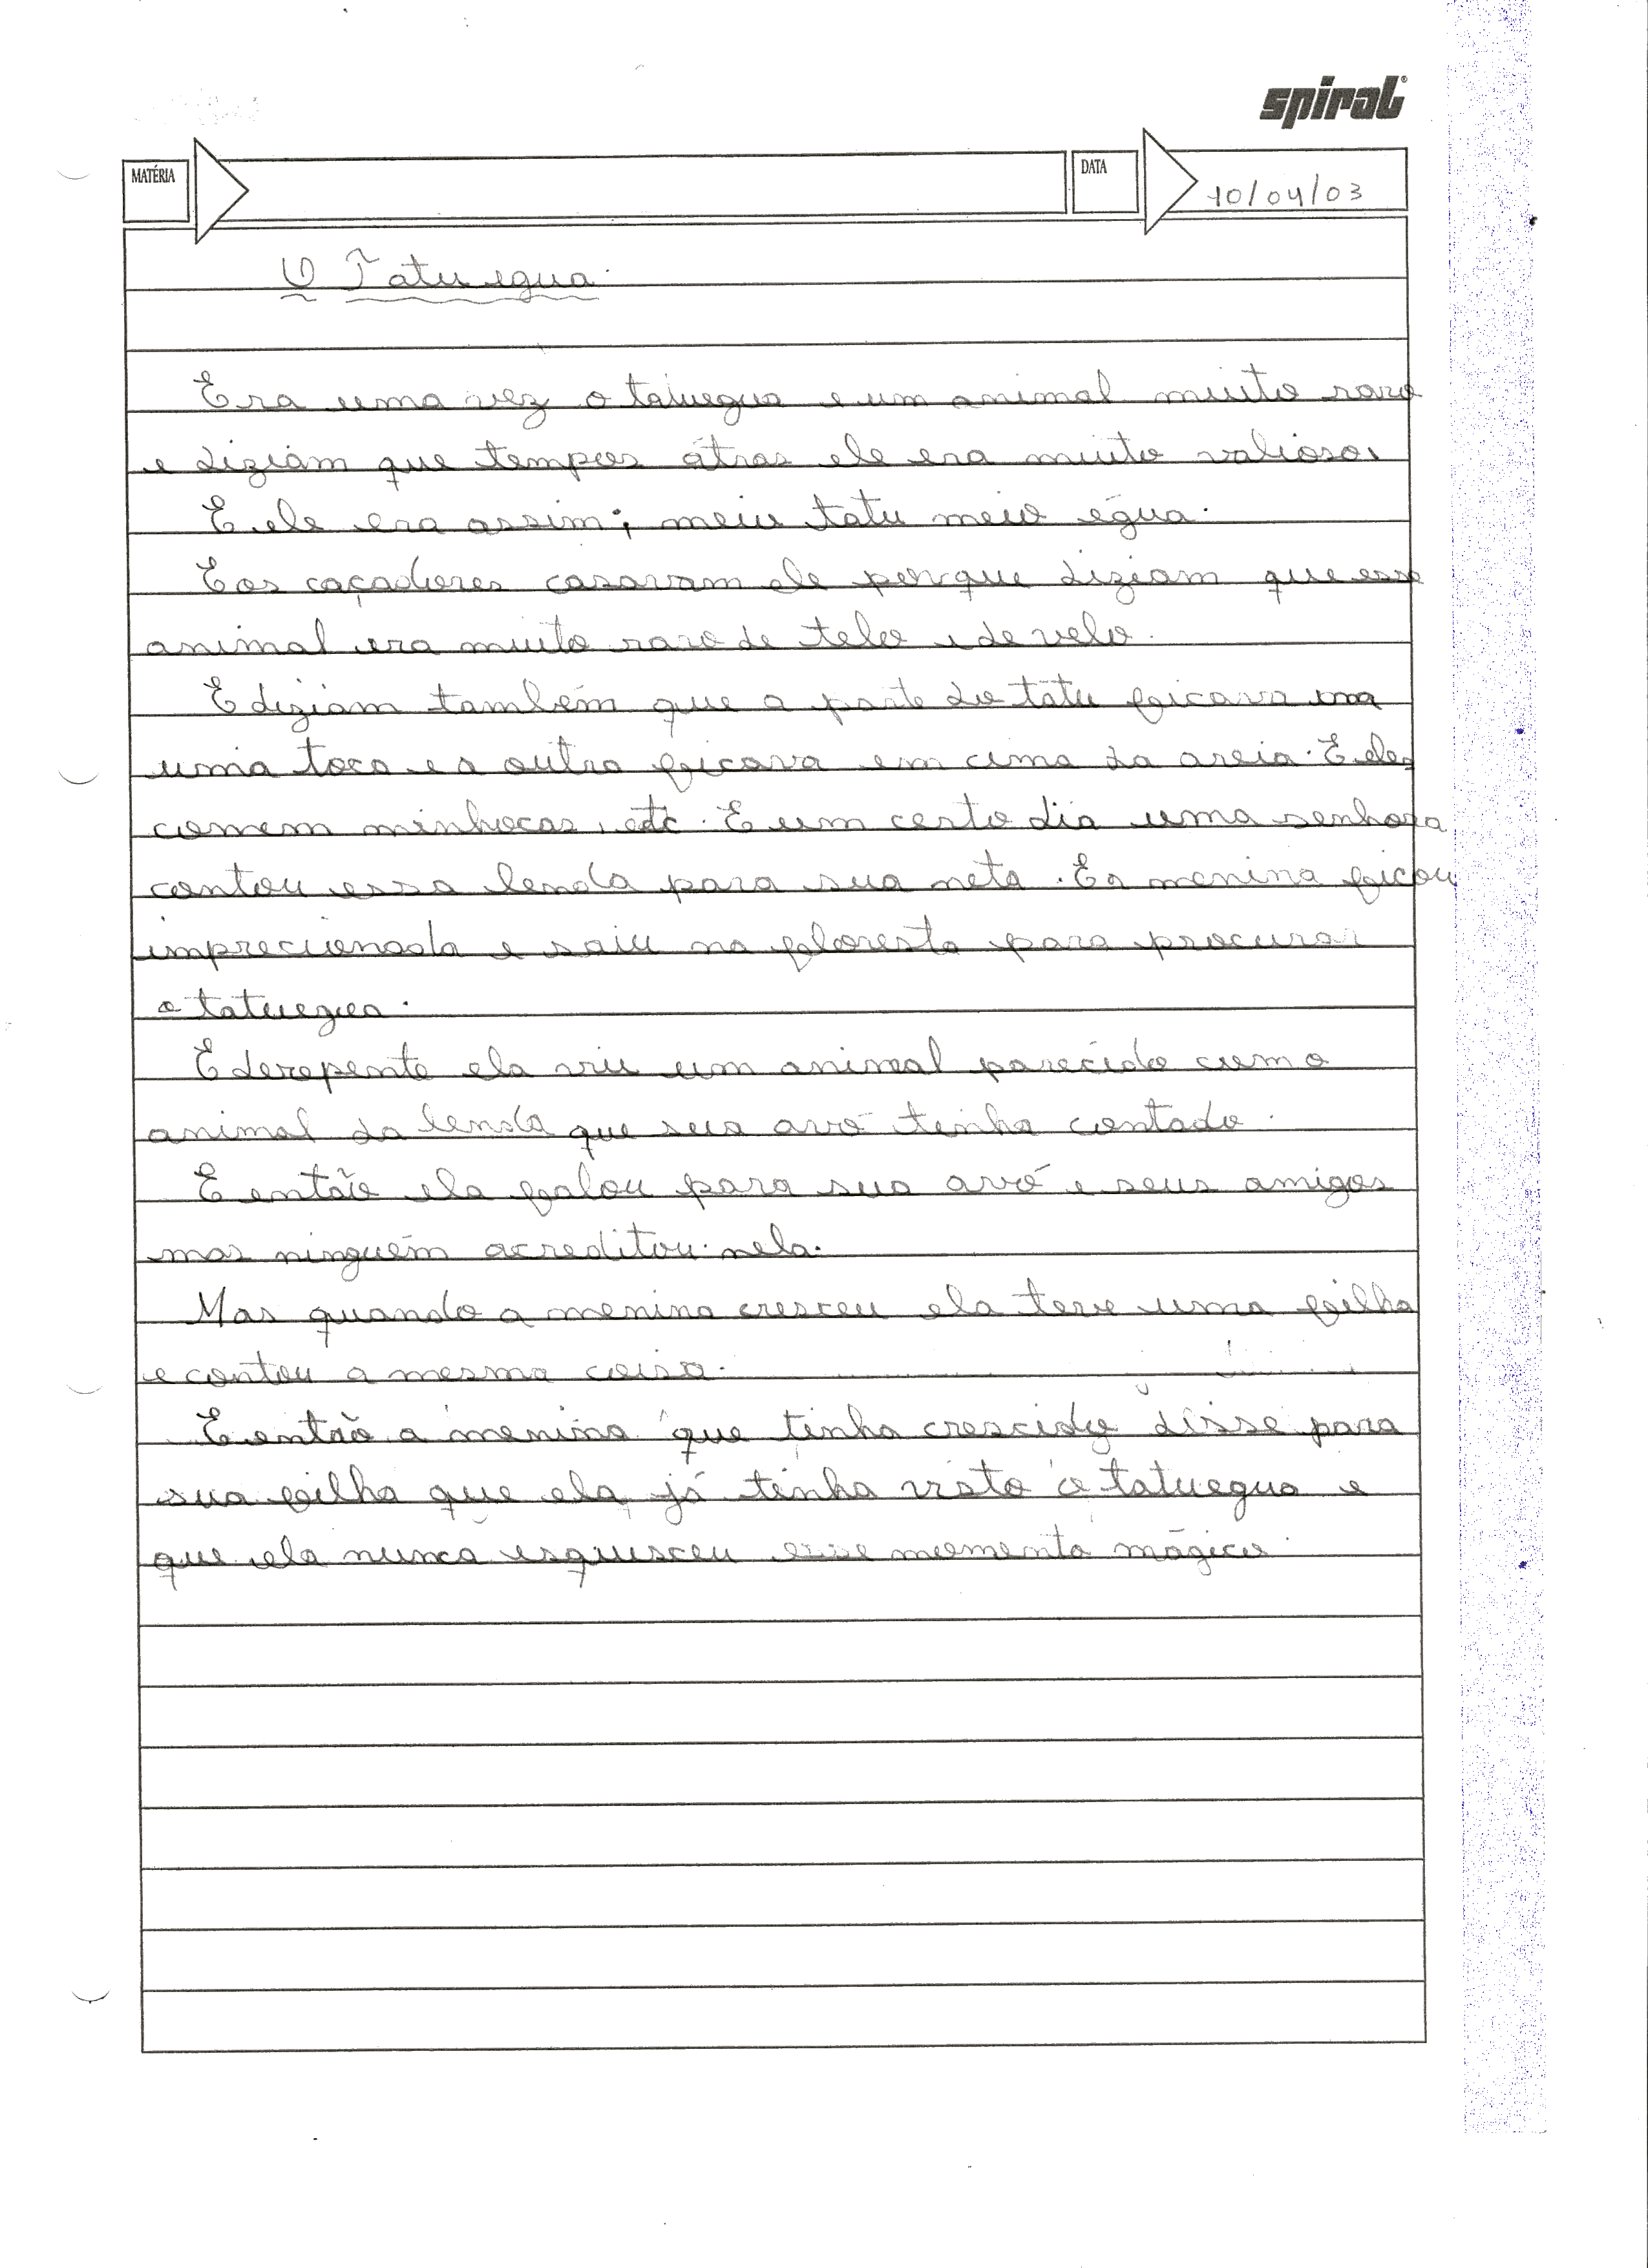 spiral®
MATÉRIA
DATA
10/04/03
O Tatu egua.
Era uma vez o tatuegua e um animal muito raro
e diziam que tempos átras ele era muito valioso.
E ele era assim; meio tatu meio égua.
E os caçadores casavam ele porque diziam que esse
animal era muito raro de telo e de velo.
E diziam também que a parte do tatu ficava na
uma toca e a outra ficava em cima da areia. E eles
comem minhocas, etc. E um certo dia uma senhora
contou essa lenda para sua neta. E a menina ficou
imprecionada e saiu na floresta para procurar
o tatuegua.
E derepente ela viu um animal parecido com o
animal da lenda que sua avó tinha contado.
E então ela falou para sua avó e seus amigos
mas ninguém acreditou nela.
Mas quando a menina cresceu ela teve uma filha
e contou a mesma coisa.
E então a menina que tinha crescido disse para
sua filha que ela já tinha visto o tatuegua e
que ela nunca esquesceu esse momento mágico.